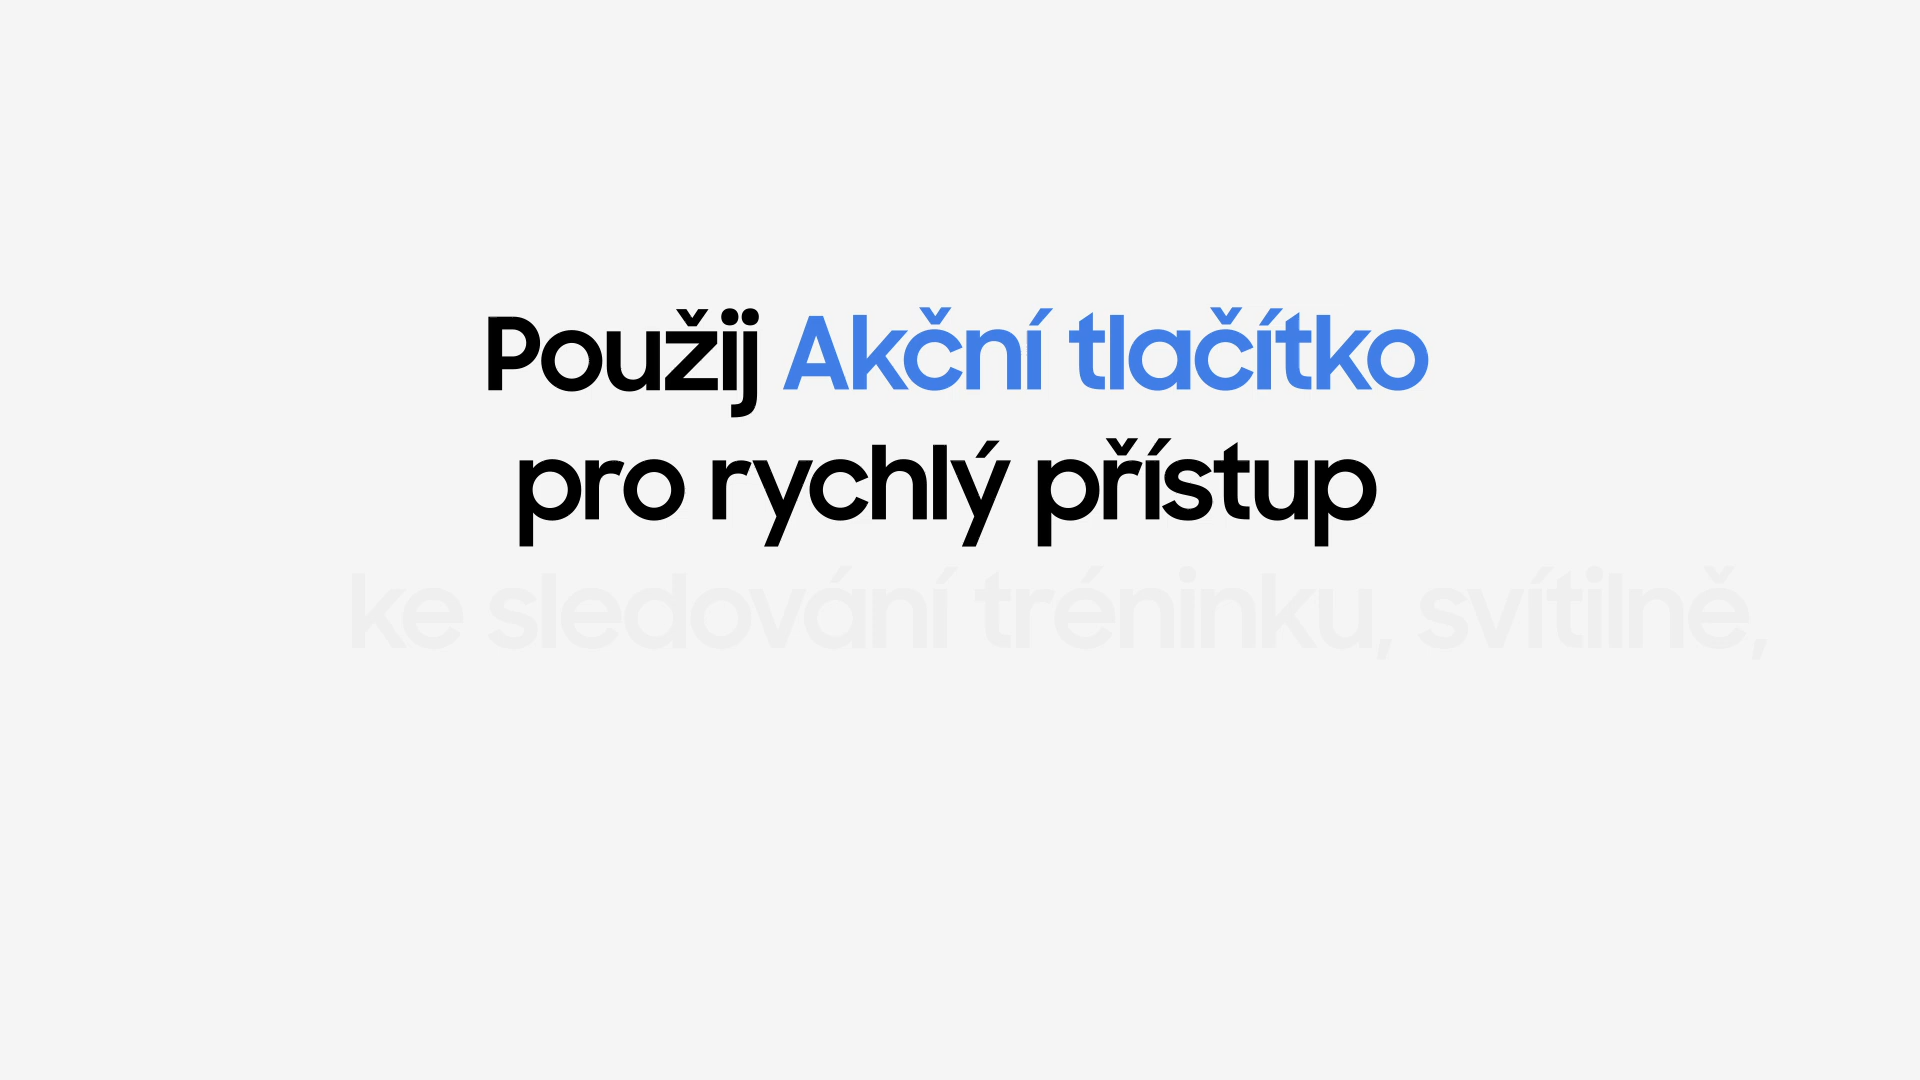 Použij Akční tlačítko
pro rychlý přístup
ke sledování tréninku, svítilně,